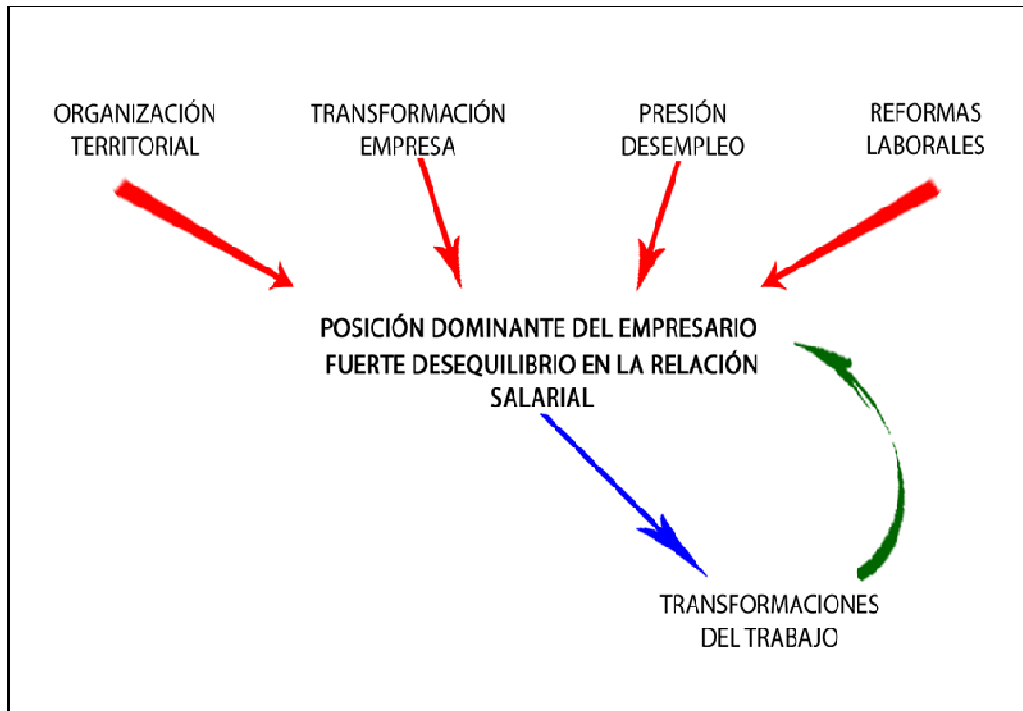 ORGANIZACIÓN
TERRITORIAL
TRANSFORMACIÓN
EMPRESA
PRESIÓN
DESEMPLEO
REFORMAS
LABORALES
POSICIÓN DOMINANTE DEL EMPRESARIO
FUERTE DESEQUILIBRIO EN LA RELACIÓN
SALARIAL
TRANSFORMACIONES
DEL TRABAJO